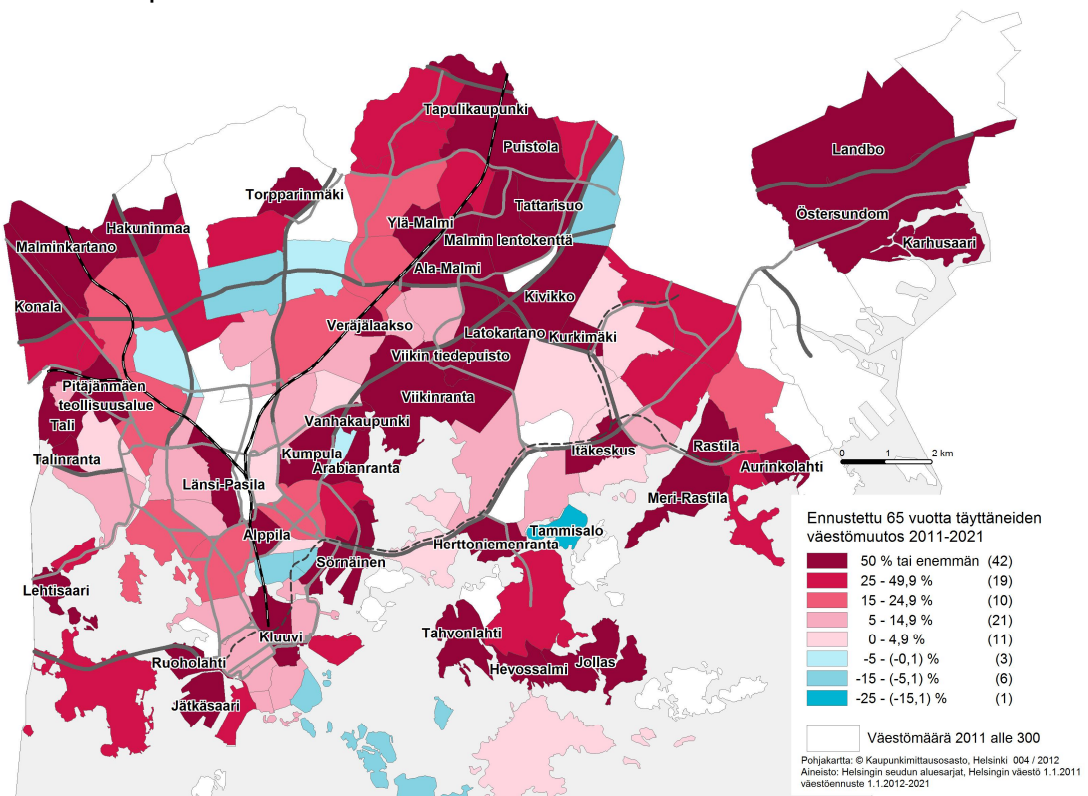 Tapulikaupunki
Puistola
Landbo
Torpparinmäki
Tattarisuo
Östersundom
Hakuninmaa
Ylä-Malmi
Malmin lentokenttä
Karhusaari
Malminkartano
Ala-Malmi
Konala
Kivikko
Veräjälaakso
Latokartano
Kurkimäki
Viikin tiedepuisto
Pitäjänmäen
teollisuusalue
Viikinranta
Tali
Vanhakaupunki
Talinranta
Kumpula
Arabianranta
Itäkeskus
Rastila
Aurinkolahti
0 1 2 km
Länsi-Pasila
Meri-Rastila
Alppila
Tammisalo
Herttoniemenranta
Sörnäinen
Lehtisaari
Tahvonlahti
Kluuvi
Ruoholahti
Hevossalmi
Jollas
Jätkäsaari
Ennustettu 65 vuotta täyttäneiden
väestömuutos 2011-2021
50 % tai enemmän (42)
25 - 49,9 % (19)
15 - 24,9 % (10)
5 - 14,9 % (21)
0 - 4,9 % (11)
-5 - (-0,1) % (3)
-15 - (-5,1) % (6)
-25 - (-15,1) % (1)
Väestömäärä 2011 alle 300
Pohjakartta: © Kaupunkimittausosasto, Helsinki 004 / 2012
Aineisto: Helsingin seudun aluesarjat, Helsingin väestö 1.1.2011
väestöennuste 1.1.2012-2021